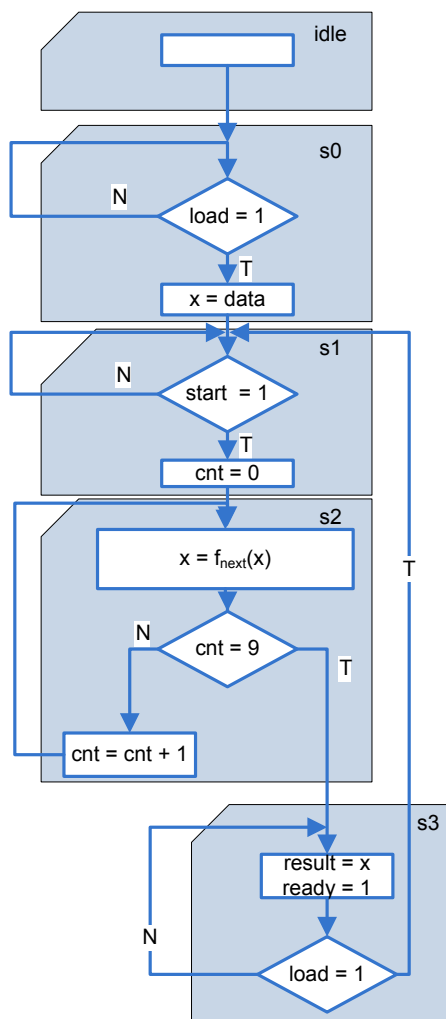 idle
s0
N
load = 1
T
x = data
s1
N
start = 1
T
cnt = 0
s2
x = fnext(x)
T
N
cnt = 9
T
cnt = cnt + 1
s3
result = x
ready = 1
N
load = 1